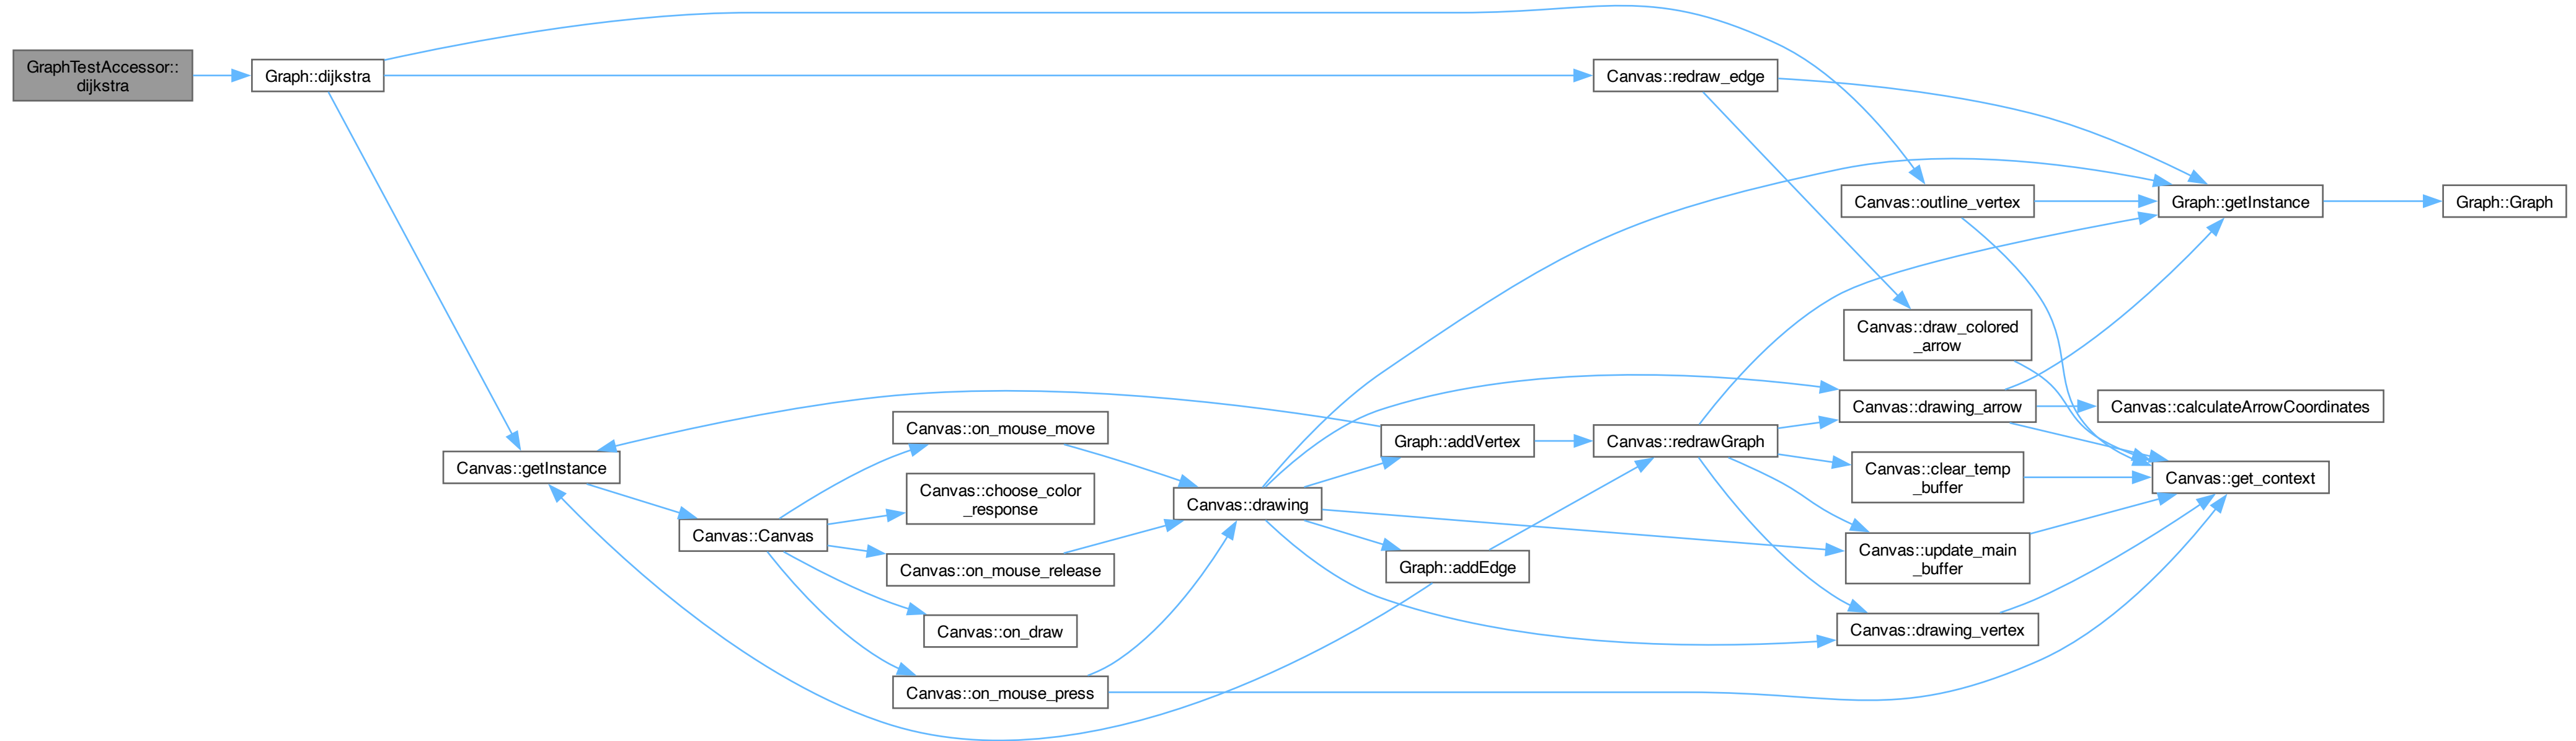 GraphTestAccessor::
dijkstra
Graph::dijkstra
Canvas::getInstance
Canvas::Canvas
Canvas::on_mouse_move
Canvas::choose_color
_response
Canvas::on_mouse_release
Canvas::on_draw
Canvas::on_mouse_press
Canvas::drawing
Graph::addVertex
Graph::addEdge
Canvas::redraw_edge
Canvas::redrawGraph
Canvas::outline_vertex
Canvas::draw_colored
_arrow
Canvas::drawing_arrow
Canvas::clear_temp
_buffer
Canvas::update_main
_buffer
Canvas::drawing_vertex
Graph::getInstance
Canvas::calculateArrowCoordinates
Canvas::get_context
Graph::Graph